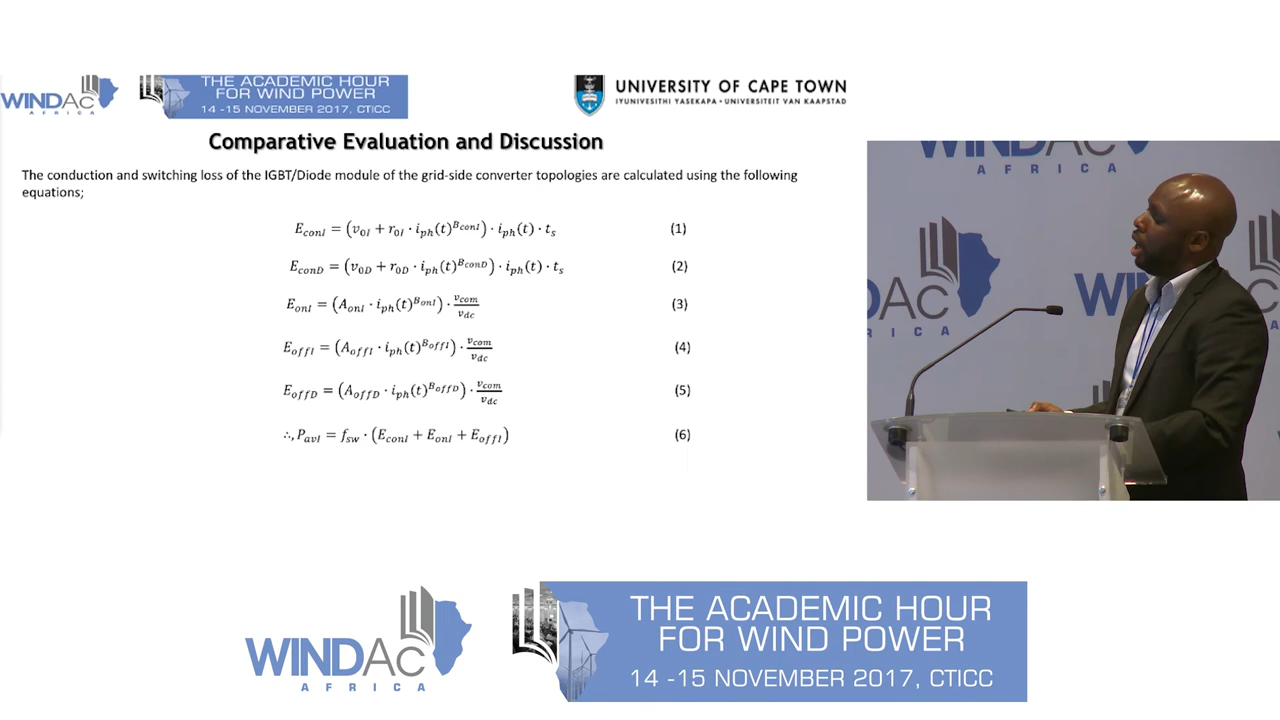 WINDAC
AFRICA
THE ACADEMIC HOUR
FOR WIND POWER
14 -15 NOVEMBER 2017, CTICC
UNIVERSITY OF CAPE TOWN
IYUNIVESITHI YASEKAPA • UNIVERSITEIT VAN KAAPSTAD
Comparative Evaluation and Discussion
The conduction and switching loss of the IGBT/Diode module of the grid-side converter topologies are calculated using the following
equations;
E_conI = (v_0I + r_0I · i_ph(t)^B_conI) · i_ph(t) · t_s (1)
E_conD = (v_0D + r_0D · i_ph(t)^B_conD) · i_ph(t) · t_s (2)
E_onI = (A_onI · i_ph(t)^B_onI) · v_com/v_dc (3)
E_offI = (A_offI · i_ph(t)^B_offI) · v_com/v_dc (4)
E_offD = (A_offD · i_ph(t)^B_offD) · v_com/v_dc (5)
∴, P_avI = f_sw · (E_conI + E_onI + E_offI) (6)
WINDAC
AFRICA
DAC
RICA
WINDAC
A
WINDAC
AFRICA
THE ACADEMIC HOUR
FOR WIND POWER
14 -15 NOVEMBER 2017, CTICC